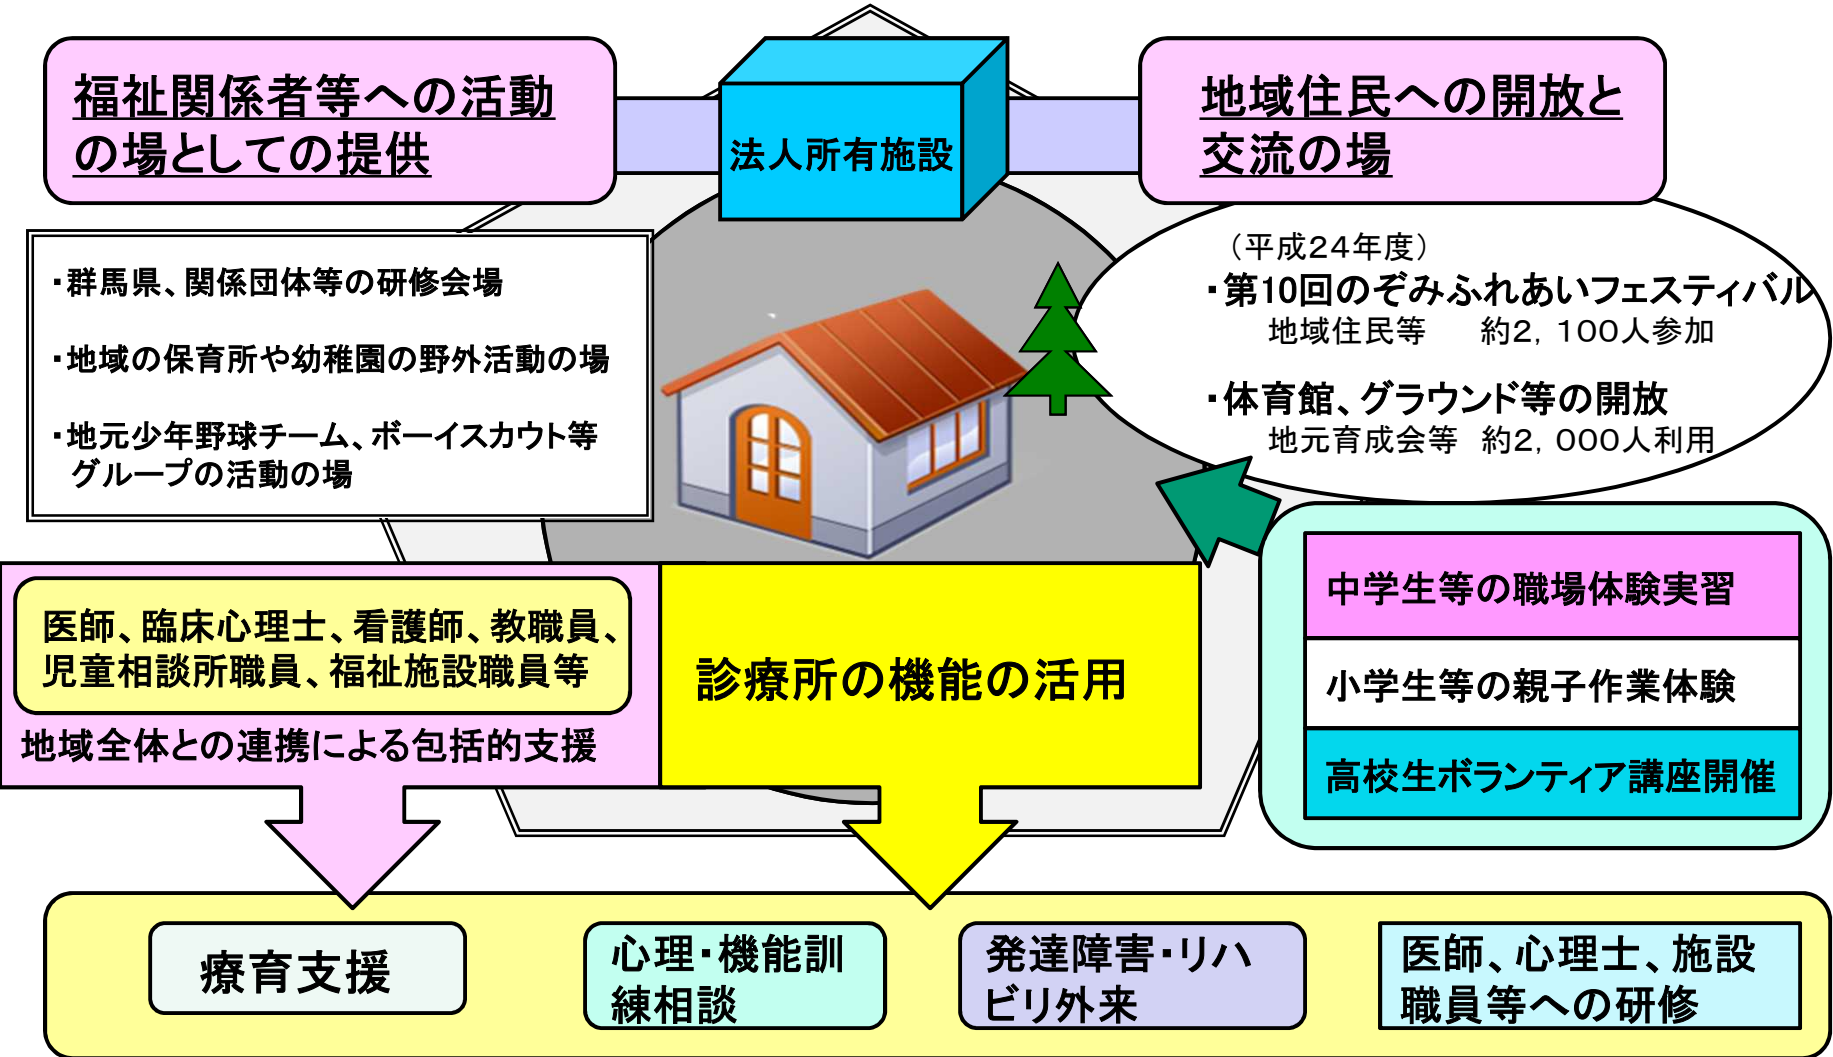 福祉関係者等への活動
の場としての提供
法人所有施設
地域住民への開放と
交流の場
・群馬県、関係団体等の研修会場
・地域の保育所や幼稚園の野外活動の場
・地元少年野球チーム、ボーイスカウト等
グループの活動の場
（平成24年度）
・第10回のぞみふれあいフェスティバル
地域住民等　約2，100人参加
・体育館、グラウンド等の開放
地元育成会等　約2，000人利用
医師、臨床心理士、看護師、教職員、
児童相談所職員、福祉施設職員等
地域全体との連携による包括的支援
診療所の機能の活用
中学生等の職場体験実習
小学生等の親子作業体験
高校生ボランティア講座開催
療育支援
心理・機能訓
練相談
発達障害・リハ
ビリ外来
医師、心理士、施設
職員等への研修